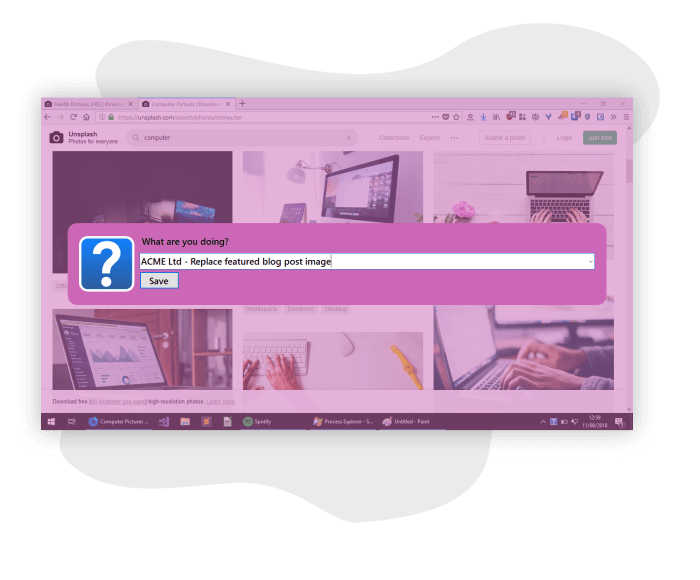 Health Pictures [HD] | Downlo
Computer Pictures | Downloa
https://unsplash.com/search/photos/computer
Unsplash
Photos for everyone
computer
Collections Explore
Submit a photo
Login
Join free
What are you doing?
ACME Ltd - Replace featured blog post image
Save
Workspace Electronic Desktop
Download free (do whatever you want) high-resolution photos. Learn more
Computer Pictures ...
Spotify
Process Explorer - S...
Untitled - Paint
12:59
11/08/2018